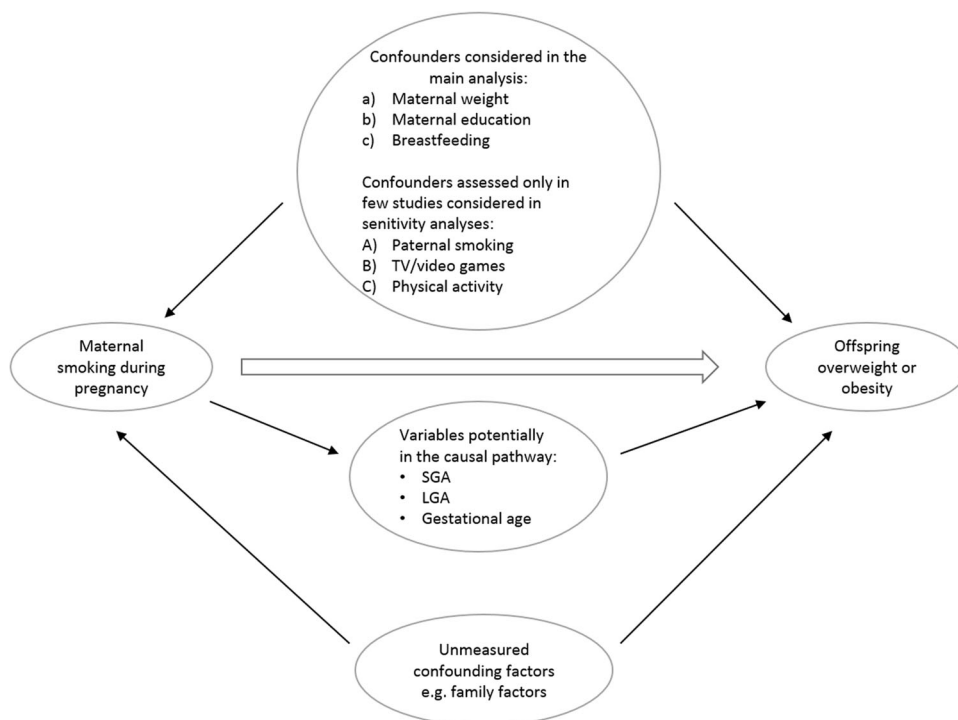 Confounders considered in the
main analysis:
a) Maternal weight
b) Maternal education
c) Breastfeeding
Confounders assessed only in
few studies considered in
senitivity analyses:
A) Paternal smoking
B) TV/video games
C) Physical activity
Maternal
smoking during
pregnancy
Offspring
overweight or
obesity
Variables potentially
in the causal pathway:
• SGA
• LGA
• Gestational age
Unmeasured
confounding factors
e.g. family factors